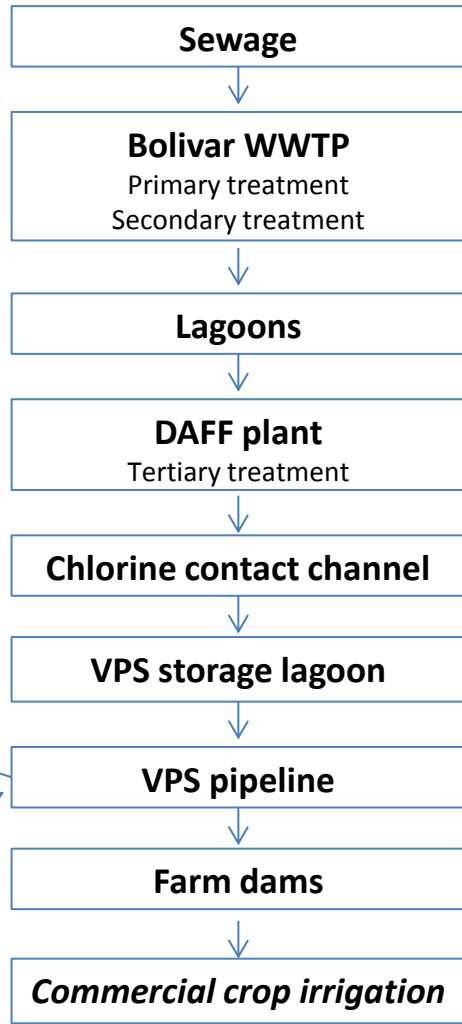 Sewage
Bolivar WWTP
Primary treatment
Secondary treatment
Lagoons
DAFF plant
Tertiary treatment
Chlorine contact channel
VPS storage lagoon
VPS pipeline
Farm dams
Commercial crop irrigation